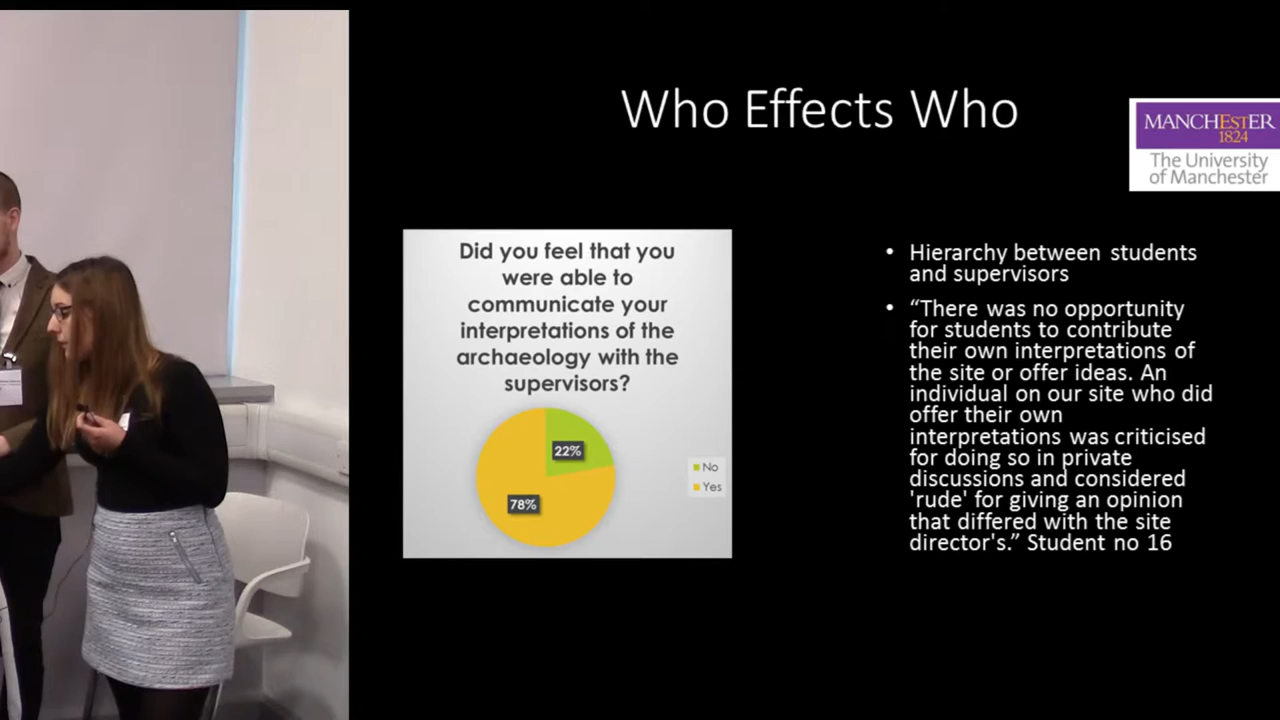 Who Effects Who
MANCHESTER
1824
The University
of Manchester
Did you feel that you
were able to
communicate your
interpretations of the
archaeology with the
supervisors?
22%
78%
No
Yes
• Hierarchy between students
and supervisors
• “There was no opportunity
for students to contribute
their own interpretations of
the site or offer ideas. An
individual on our site who did
offer their own
interpretations was criticised
for doing so in private
discussions and considered
'rude' for giving an opinion
that differed with the site
director's.” Student no 16